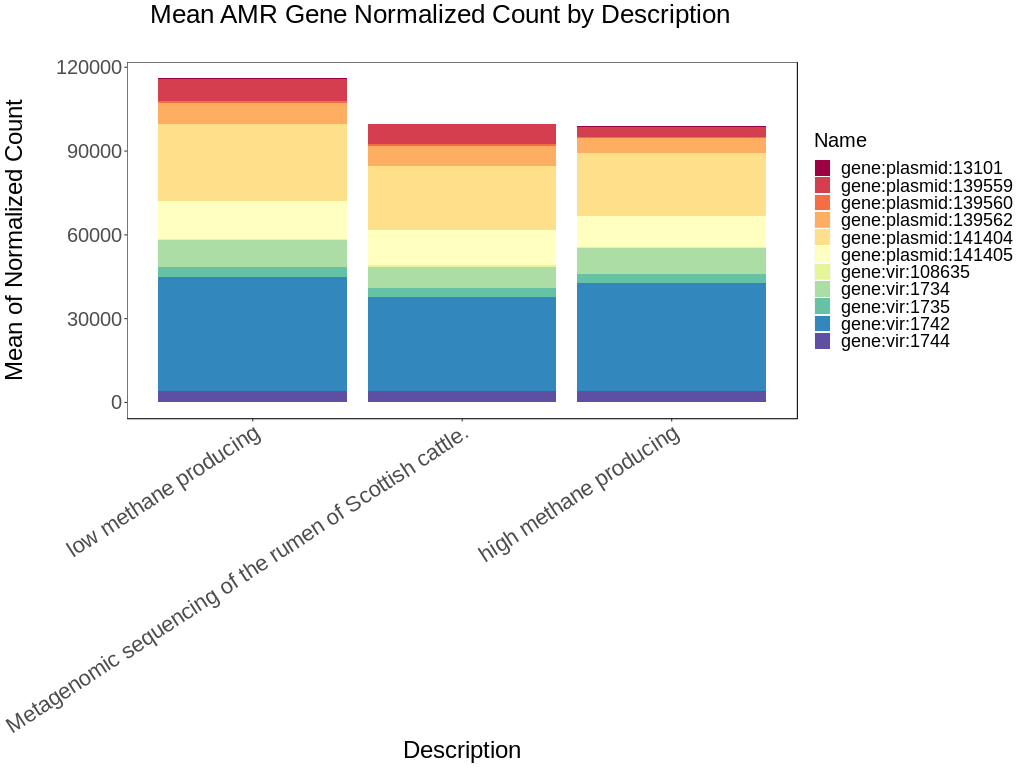 Mean AMR Gene Normalized Count by Description
Mean of Normalized Count
120000
90000
60000
30000
0
low methane producing
Metagenomic sequencing of the rumen of Scottish cattle.
high methane producing
Description
Name
gene:plasmid:13101
gene:plasmid:139559
gene:plasmid:139560
gene:plasmid:139562
gene:plasmid:141404
gene:plasmid:141405
gene:vir:108635
gene:vir:1734
gene:vir:1735
gene:vir:1742
gene:vir:1744